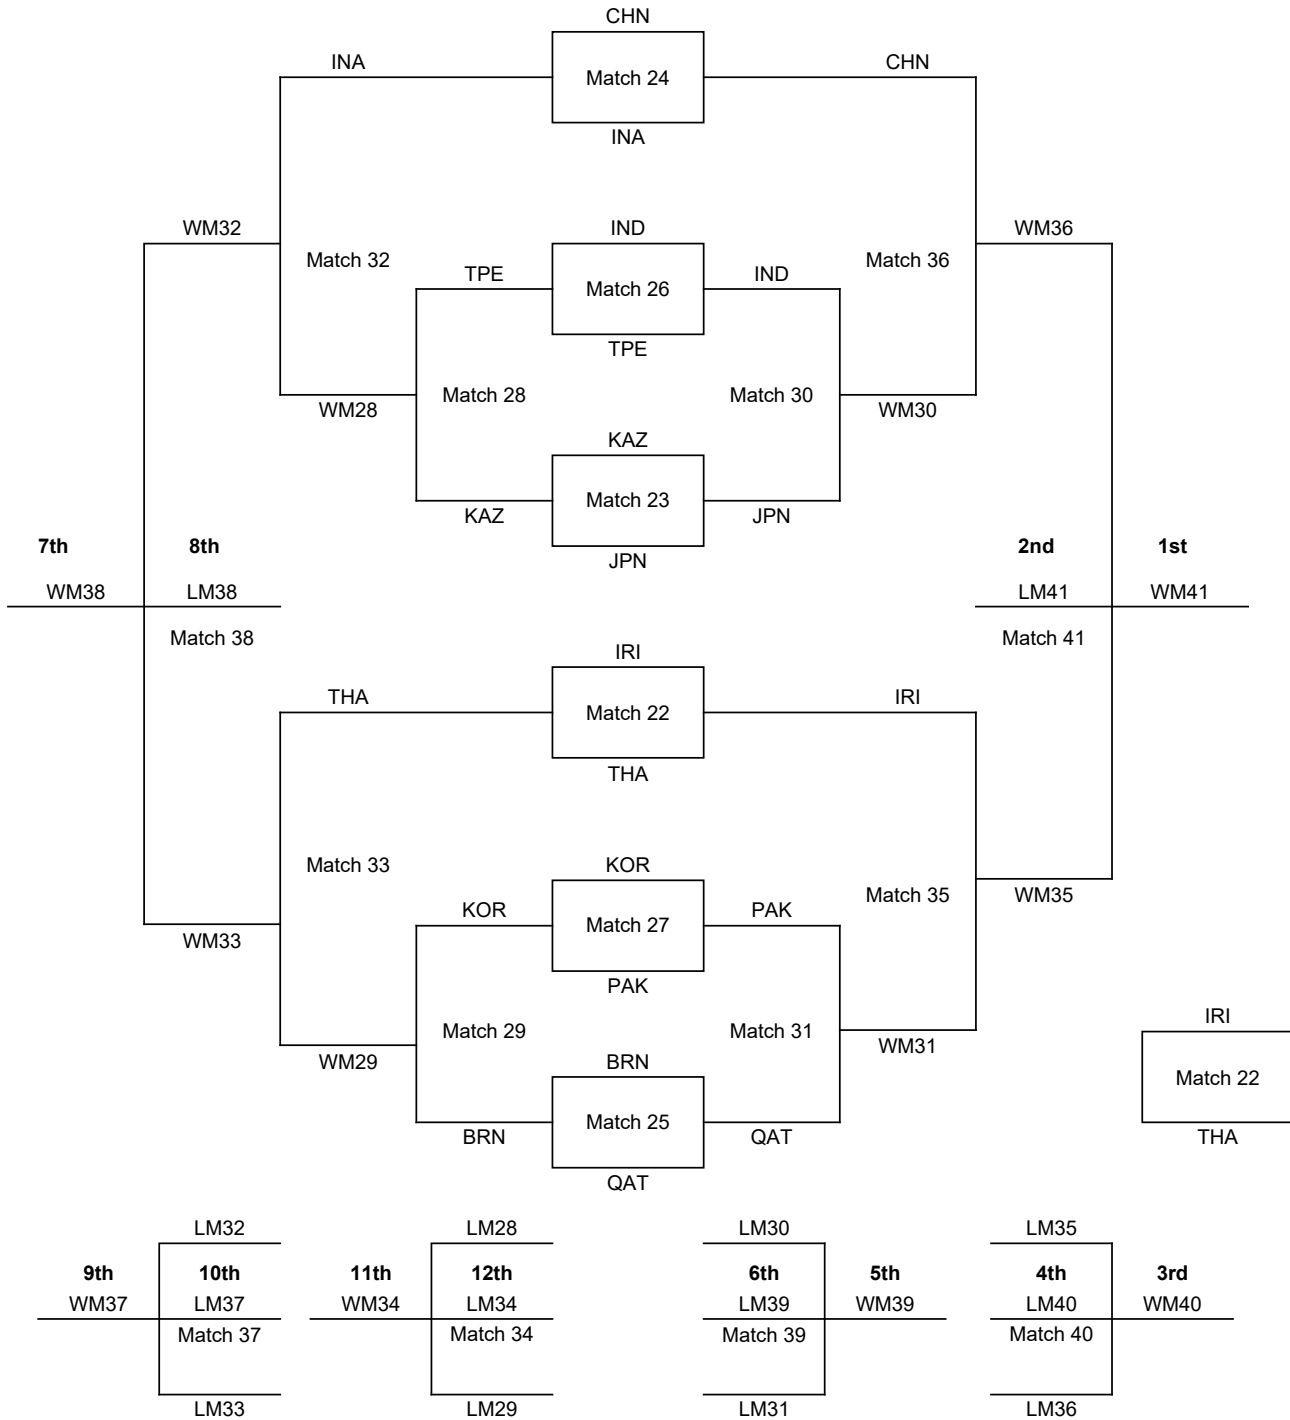 CHN
INA
CHN
Match 24
INA
WM32
IND
WM36
Match 32
Match 36
TPE
IND
Match 26
TPE
Match 28
Match 30
WM28
WM30
KAZ
Match 23
KAZ
JPN
7th
8th
JPN
2nd
1st
WM38
LM38
LM41
WM41
Match 38
Match 41
IRI
THA
IRI
Match 22
THA
Match 33
KOR
Match 35
WM35
KOR
PAK
Match 27
WM33
PAK
IRI
Match 29
Match 31
WM31
WM29
BRN
Match 22
Match 25
BRN
QAT
THA
QAT
LM32
LM28
LM30
LM35
9th
10th
11th
12th
6th
5th
4th
3rd
WM37
LM37
WM34
LM34
LM39
WM39
LM40
WM40
Match 37
Match 34
Match 39
Match 40
LM33
LM29
LM31
LM36